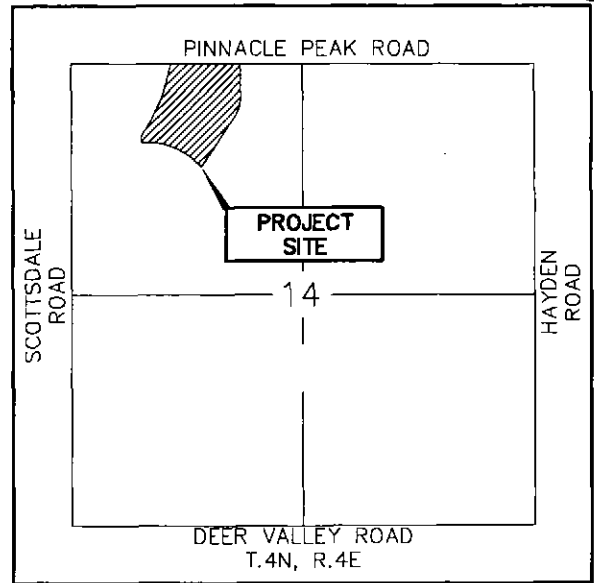 PINNACLE PEAK ROAD
PROJECT
SITE
14
SCOTTSDALE
ROAD
HAYDEN
ROAD
DEER VALLEY ROAD
T.4N, R.4E